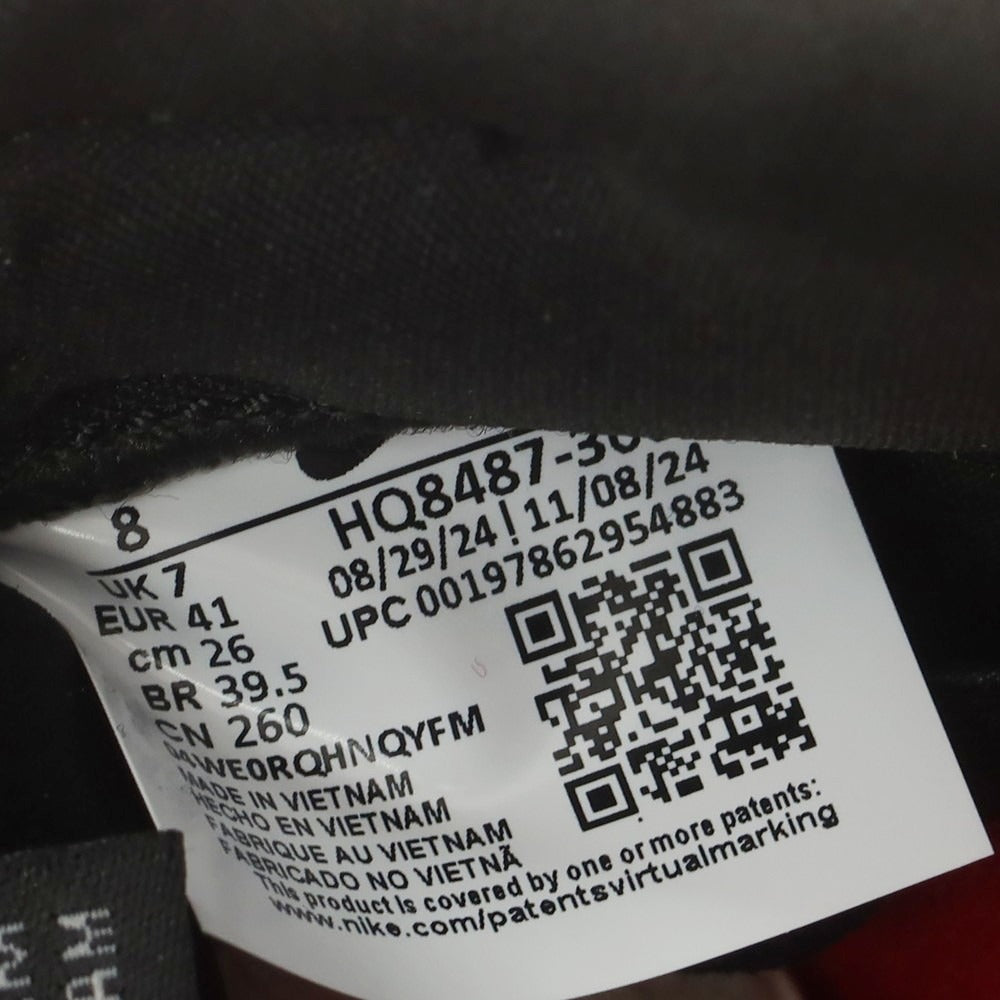 8
HQ8487-30
08/29/24 | 11/08/24
UPC 00197862954883
UK 7
EUR 41
cm 26
BR 39.5
CN 260
04WE0RQHNQYFM
MADE IN VIETNAM
HECHO EN VIETNAM
FABRIQUE AU VIETNAM
FABRICADO NO VIETNÃ
This product is covered by one or more patents:
www.nike.com/patentsvirtualmarking